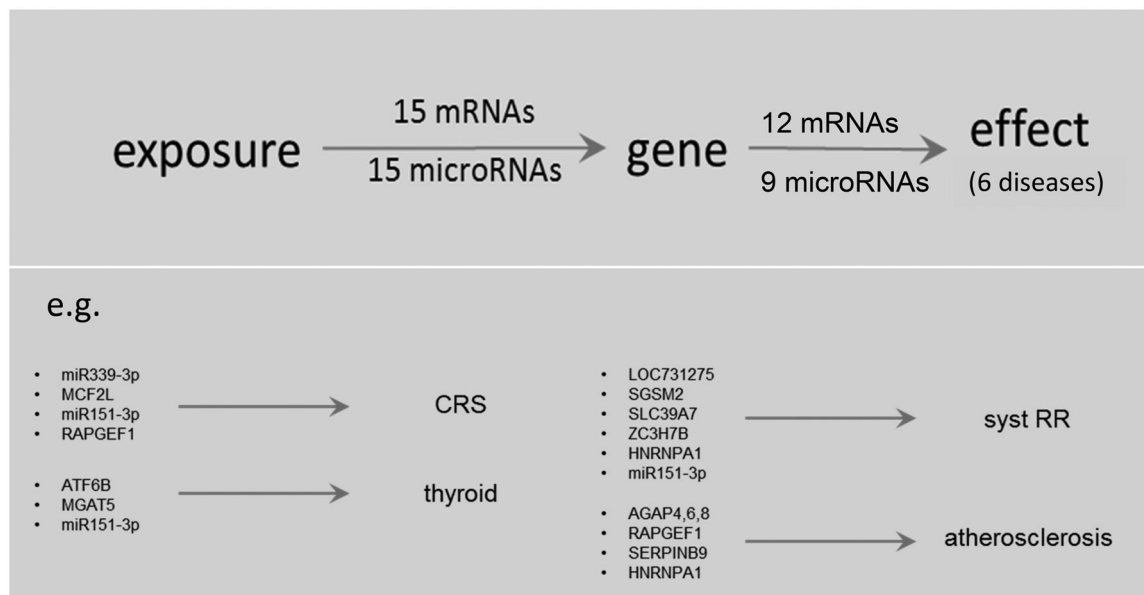 exposure
15 mRNAs
15 microRNAs
gene
12 mRNAs
9 microRNAs
effect
(6 diseases)
e.g.
• miR339-3p
• MCF2L
• miR151-3p
• RAPGEF1
CRS
• ATF6B
• MGAT5
• miR151-3p
thyroid
• LOC731275
• SGSM2
• SLC39A7
• ZC3H7B
• HNRNPA1
• miR151-3p
syst RR
• AGAP4,6,8
• RAPGEF1
• SERPINB9
• HNRNPA1
atherosclerosis